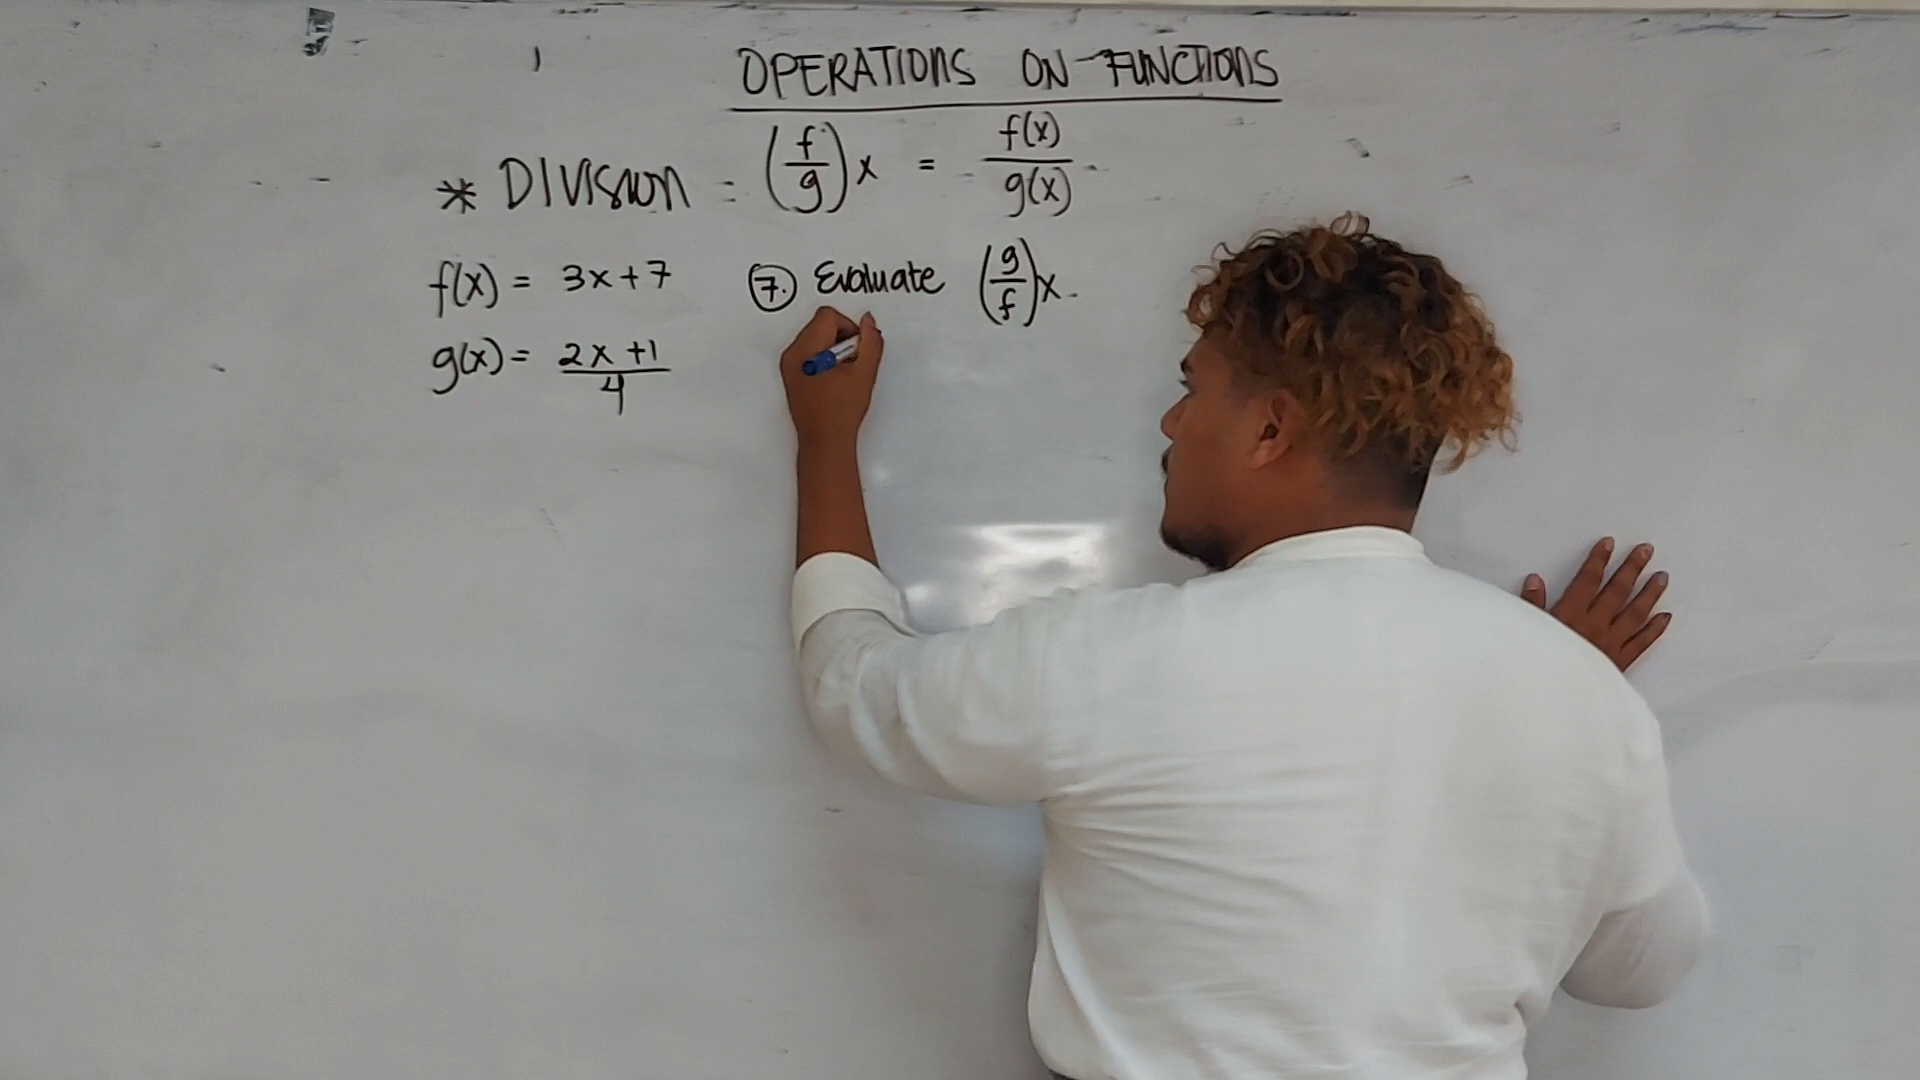 OPERATIONS ON FUNCTIONS
* DIVISION = (f/g)x = f(x)/g(x)
f(x) = 3x+7
g(x) = 2x+1/4
7. Evaluate (g/f)x.